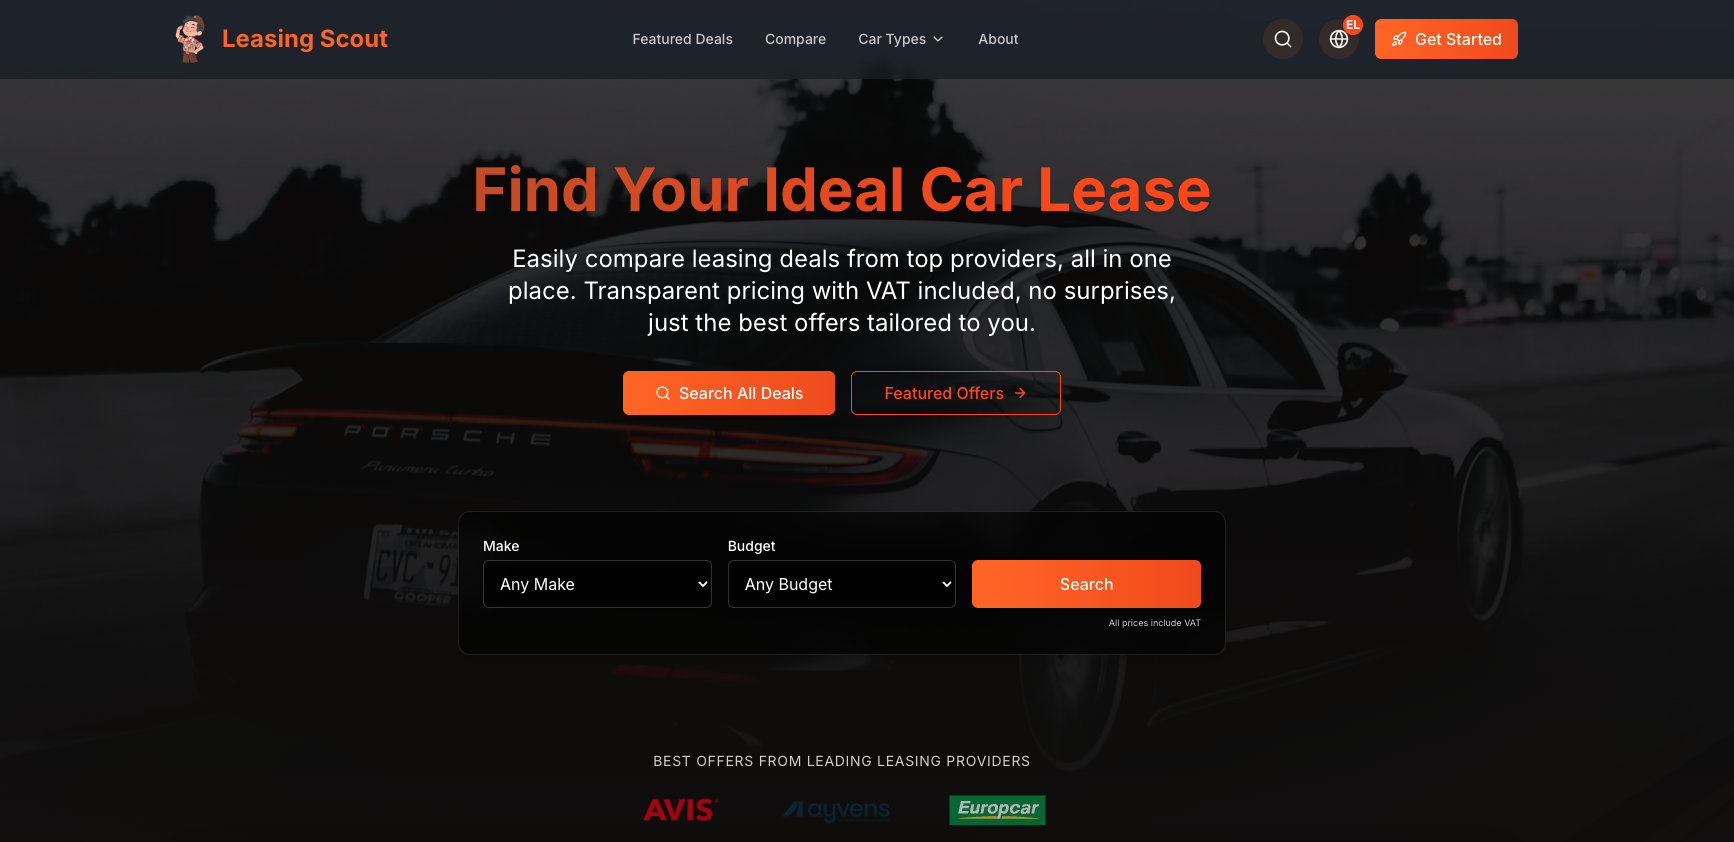 Leasing Scout
Featured Deals
Compare
Car Types
About
EL
Get Started
Find Your Ideal Car Lease
Easily compare leasing deals from top providers, all in one
place. Transparent pricing with VAT included, no surprises,
just the best offers tailored to you.
Search All Deals
Featured Offers
PORSCHE
Panamera turbo
OKLAHOMA
CVC
COOPER
Make
Budget
Any Make
Any Budget
Search
All prices include VAT
BEST OFFERS FROM LEADING LEASING PROVIDERS
AVIS
ayvens
Europcar